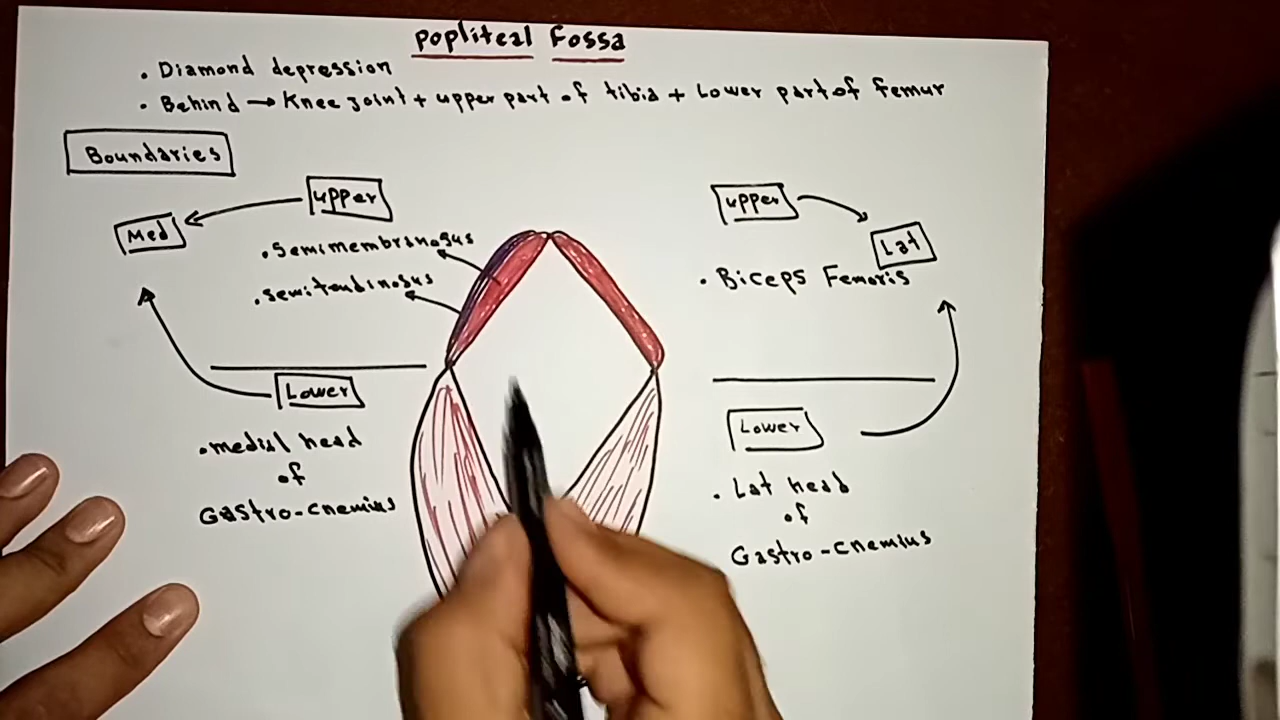 popliteal Fossa
• Diamond depression
• Behind → Knee joint + upper part of tibia + Lower part of Femur
Boundaries
upper
Med
• Semimembranosus
• semitendinosus
Lower
• medial head
of
Gastro-cnemius
upper
Lat
• Biceps Femoris
Lower
• Lat head
of
Gastro-cnemius